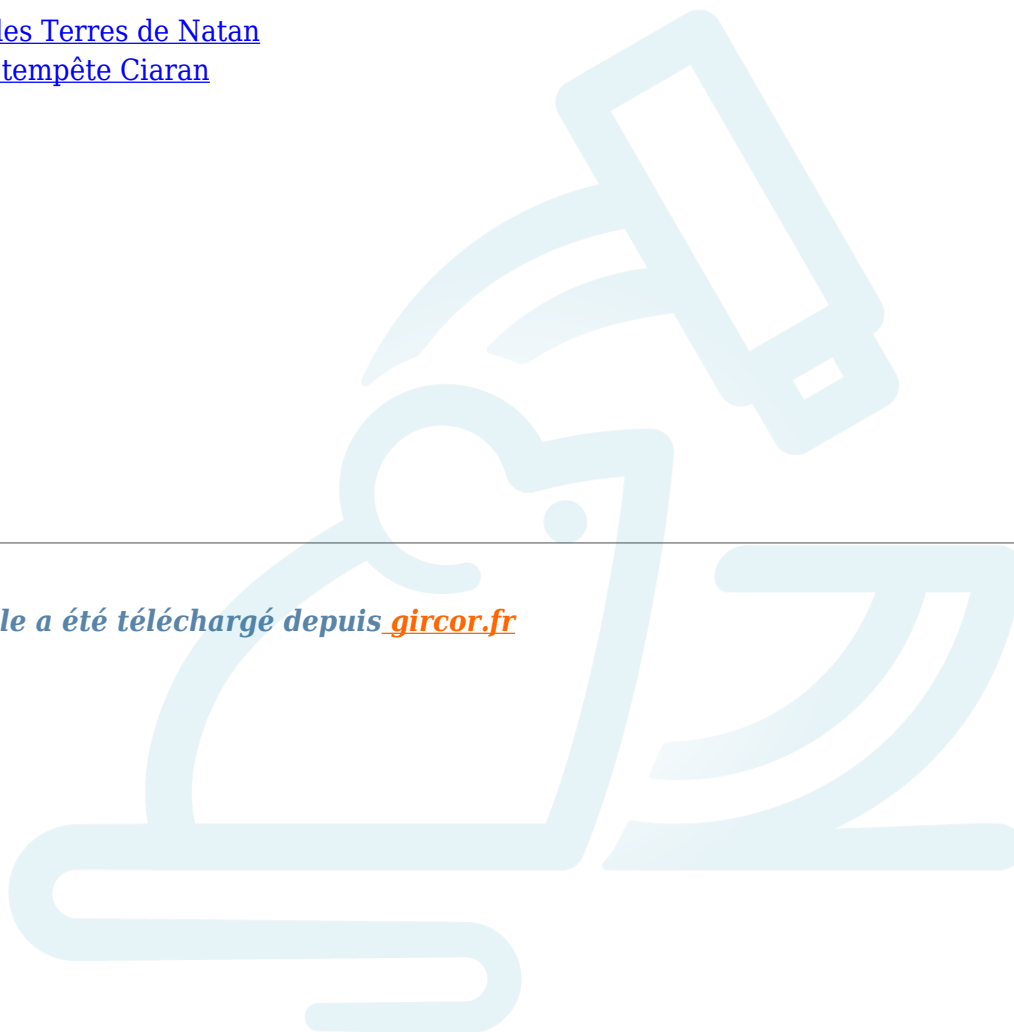 les Terres de Natan
tempête Ciaran
le a été téléchargé depuis gircor.fr